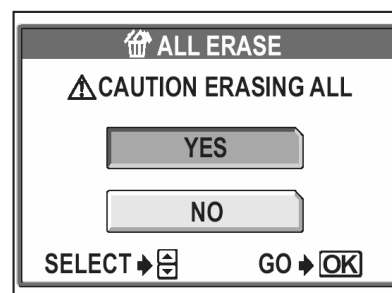 ALL ERASE
CAUTION ERASING ALL
YES
NO
SELECT GO OK